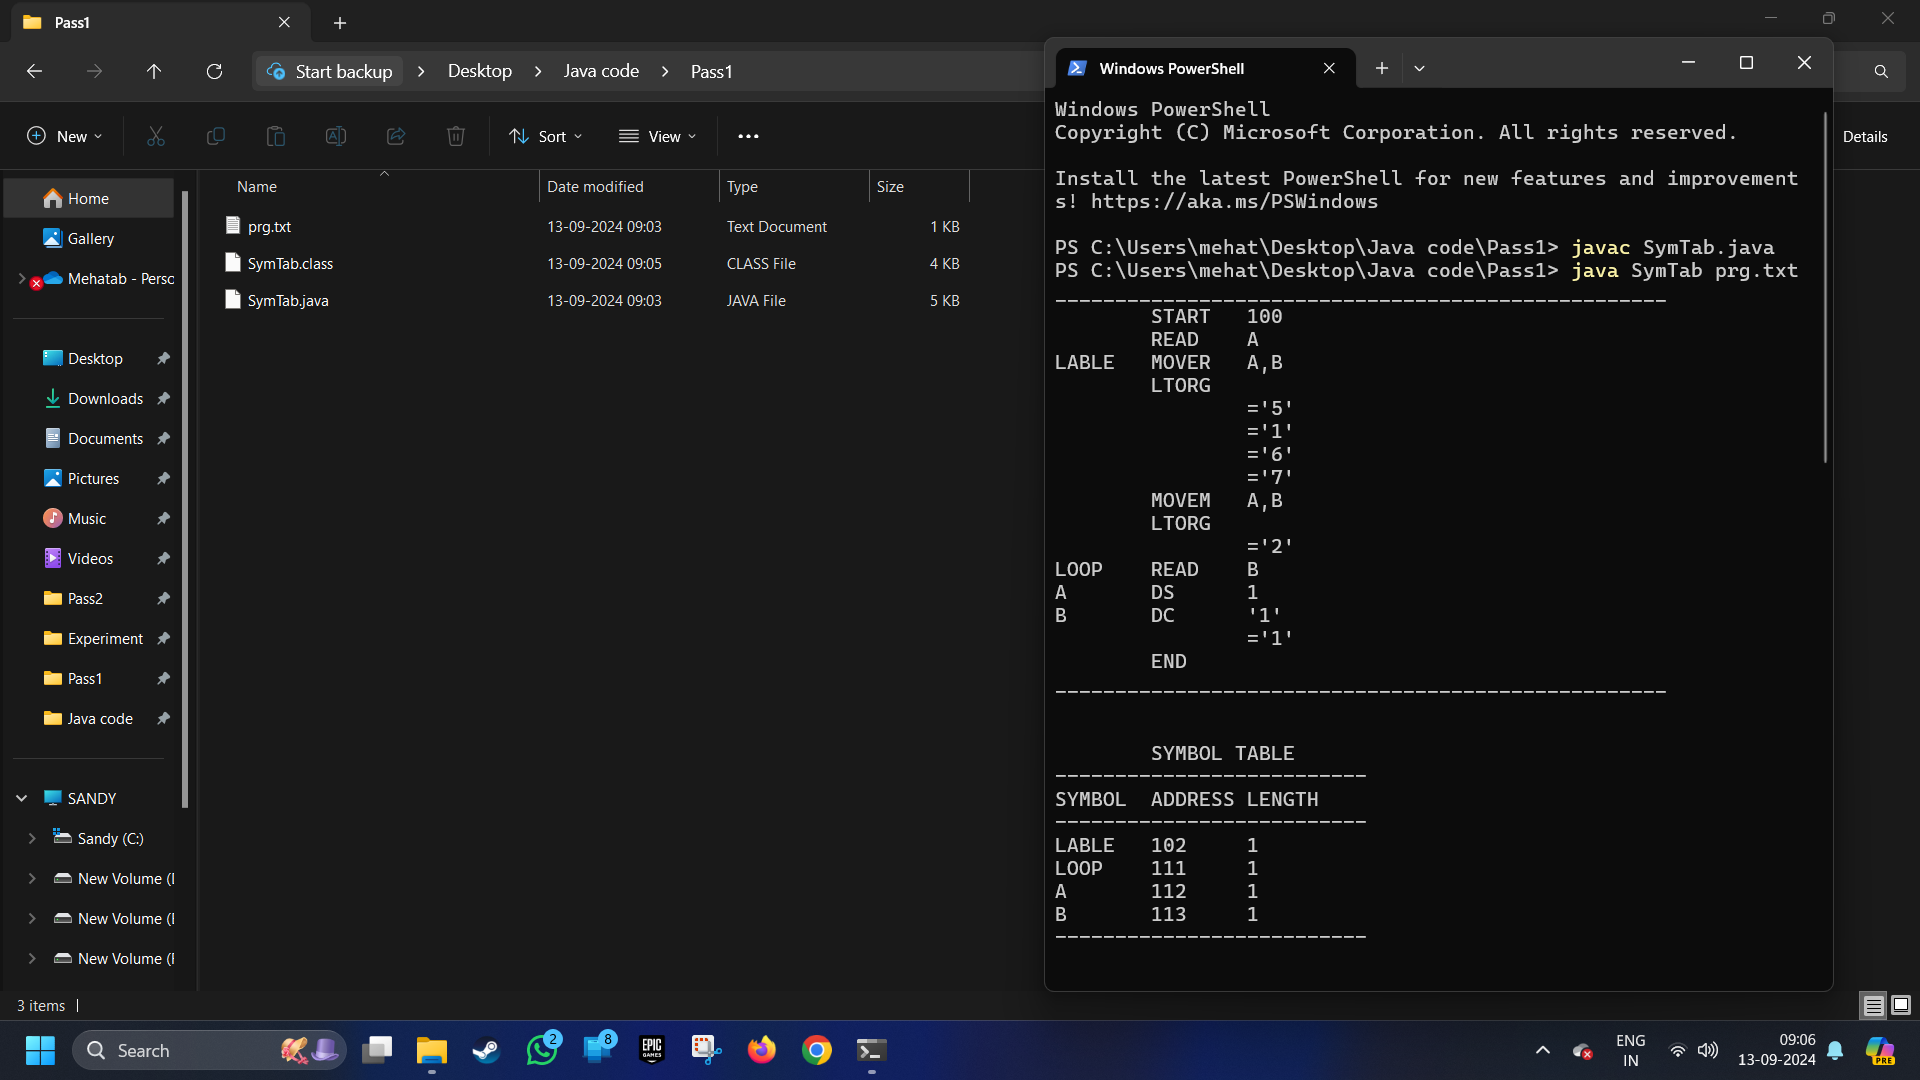 Pass1
Start backup > Desktop > Java code > Pass1
New Sort View ... Details
Name Date modified Type Size
prg.txt 13-09-2024 09:03 Text Document 1 KB
SymTab.class 13-09-2024 09:05 CLASS File 4 KB
SymTab.java 13-09-2024 09:03 JAVA File 5 KB
Home
Gallery
Mehatab - Perso
Desktop
Downloads
Documents
Pictures
Music
Videos
Pass2
Experiment
Pass1
Java code
SANDY
Sandy (C:)
New Volume (
New Volume (
New Volume (
3 items
Windows PowerShell
Windows PowerShell
Copyright (C) Microsoft Corporation. All rights reserved.
Install the latest PowerShell for new features and improvement
s! https://aka.ms/PSWindows
PS C:\Users\mehat\Desktop\Java code\Pass1> javac SymTab.java
PS C:\Users\mehat\Desktop\Java code\Pass1> java SymTab prg.txt
___________________________________________________
START 100
READ A
LABLE MOVER A,B
LTORG
='5'
='1'
='6'
='7'
MOVEM A,B
LTORG
='2'
LOOP READ B
A DS 1
B DC '1'
='1'
END
___________________________________________________
SYMBOL TABLE
--------------------------
SYMBOL ADDRESS LENGTH
--------------------------
LABLE 102 1
LOOP 111 1
A 112 1
B 113 1
--------------------------
Search
2
8
EPIC
GAMES
ENG
IN
09:06
13-09-2024
PRE